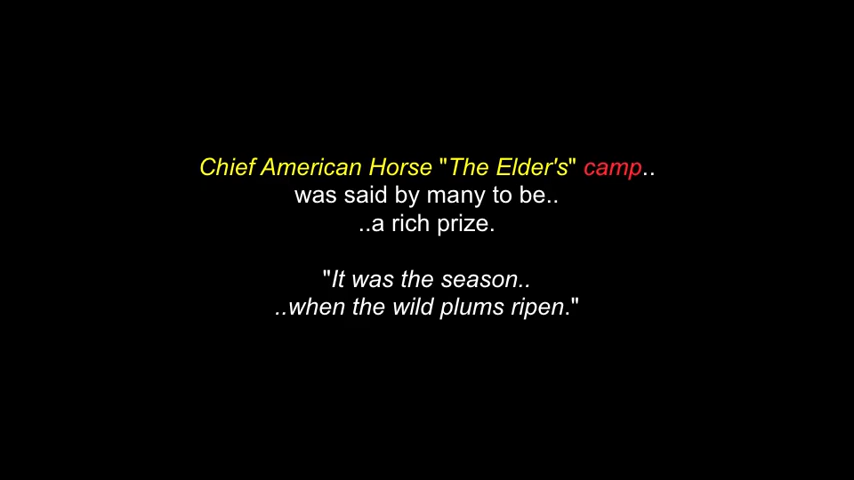 Chief American Horse "The Elder's" camp..
was said by many to be..
..a rich prize.
"It was the season..
..when the wild plums ripen."